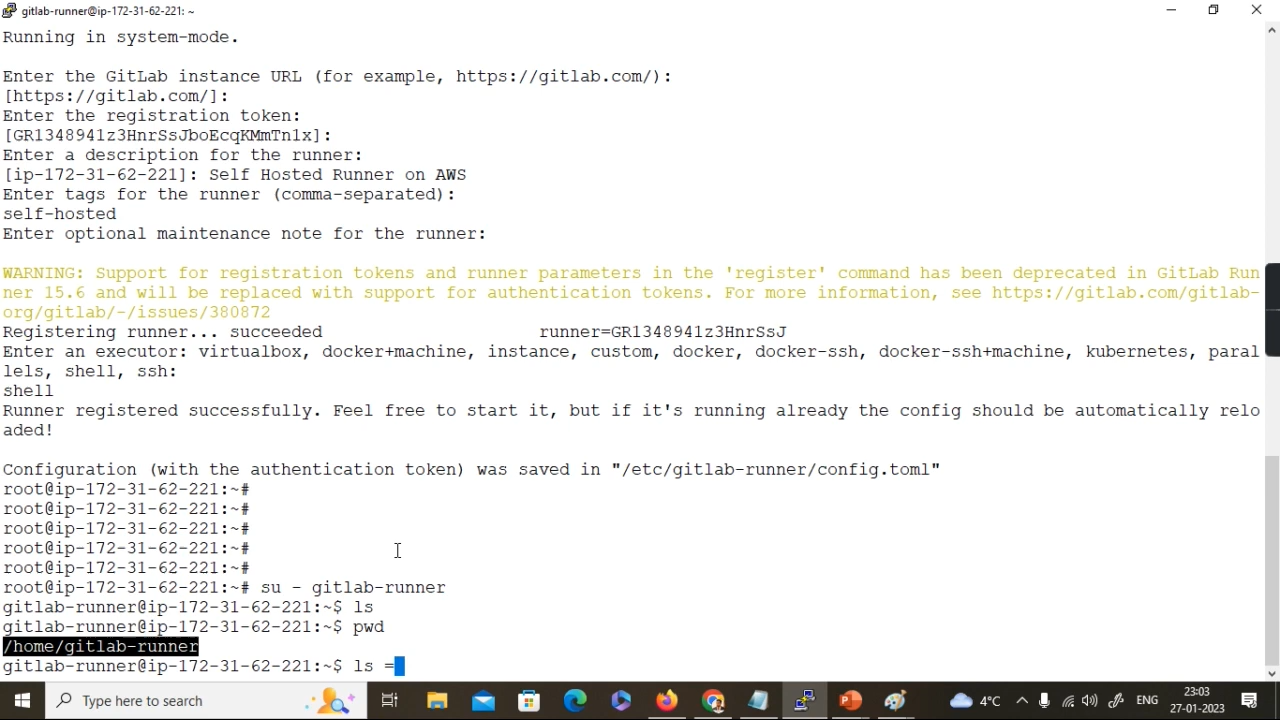 gitlab-runner@ip-172-31-62-221: ~
Running in system-mode.
Enter the GitLab instance URL (for example, https://gitlab.com/):
[https://gitlab.com/]:
Enter the registration token:
[GR1348941z3HnrSsJboEcqKMmTn1x]:
Enter a description for the runner:
[ip-172-31-62-221]: Self Hosted Runner on AWS
Enter tags for the runner (comma-separated):
self-hosted
Enter optional maintenance note for the runner:
WARNING: Support for registration tokens and runner parameters in the 'register' command has been deprecated in GitLab Run
ner 15.6 and will be replaced with support for authentication tokens. For more information, see https://gitlab.com/gitlab-
org/gitlab/-/issues/380872
Registering runner... succeeded                     runner=GR1348941z3HnrSsJ
Enter an executor: virtualbox, docker+machine, instance, custom, docker, docker-ssh, docker-ssh+machine, kubernetes, paral
lels, shell, ssh:
shell
Runner registered successfully. Feel free to start it, but if it's running already the config should be automatically relo
aded!
Configuration (with the authentication token) was saved in "/etc/gitlab-runner/config.toml"
root@ip-172-31-62-221:~#
root@ip-172-31-62-221:~#
root@ip-172-31-62-221:~#
root@ip-172-31-62-221:~#
root@ip-172-31-62-221:~#
root@ip-172-31-62-221:~# su - gitlab-runner
gitlab-runner@ip-172-31-62-221:~$ ls
gitlab-runner@ip-172-31-62-221:~$ pwd
/home/gitlab-runner
gitlab-runner@ip-172-31-62-221:~$ ls =
Type here to search
4°C
ENG
23:03
27-01-2023